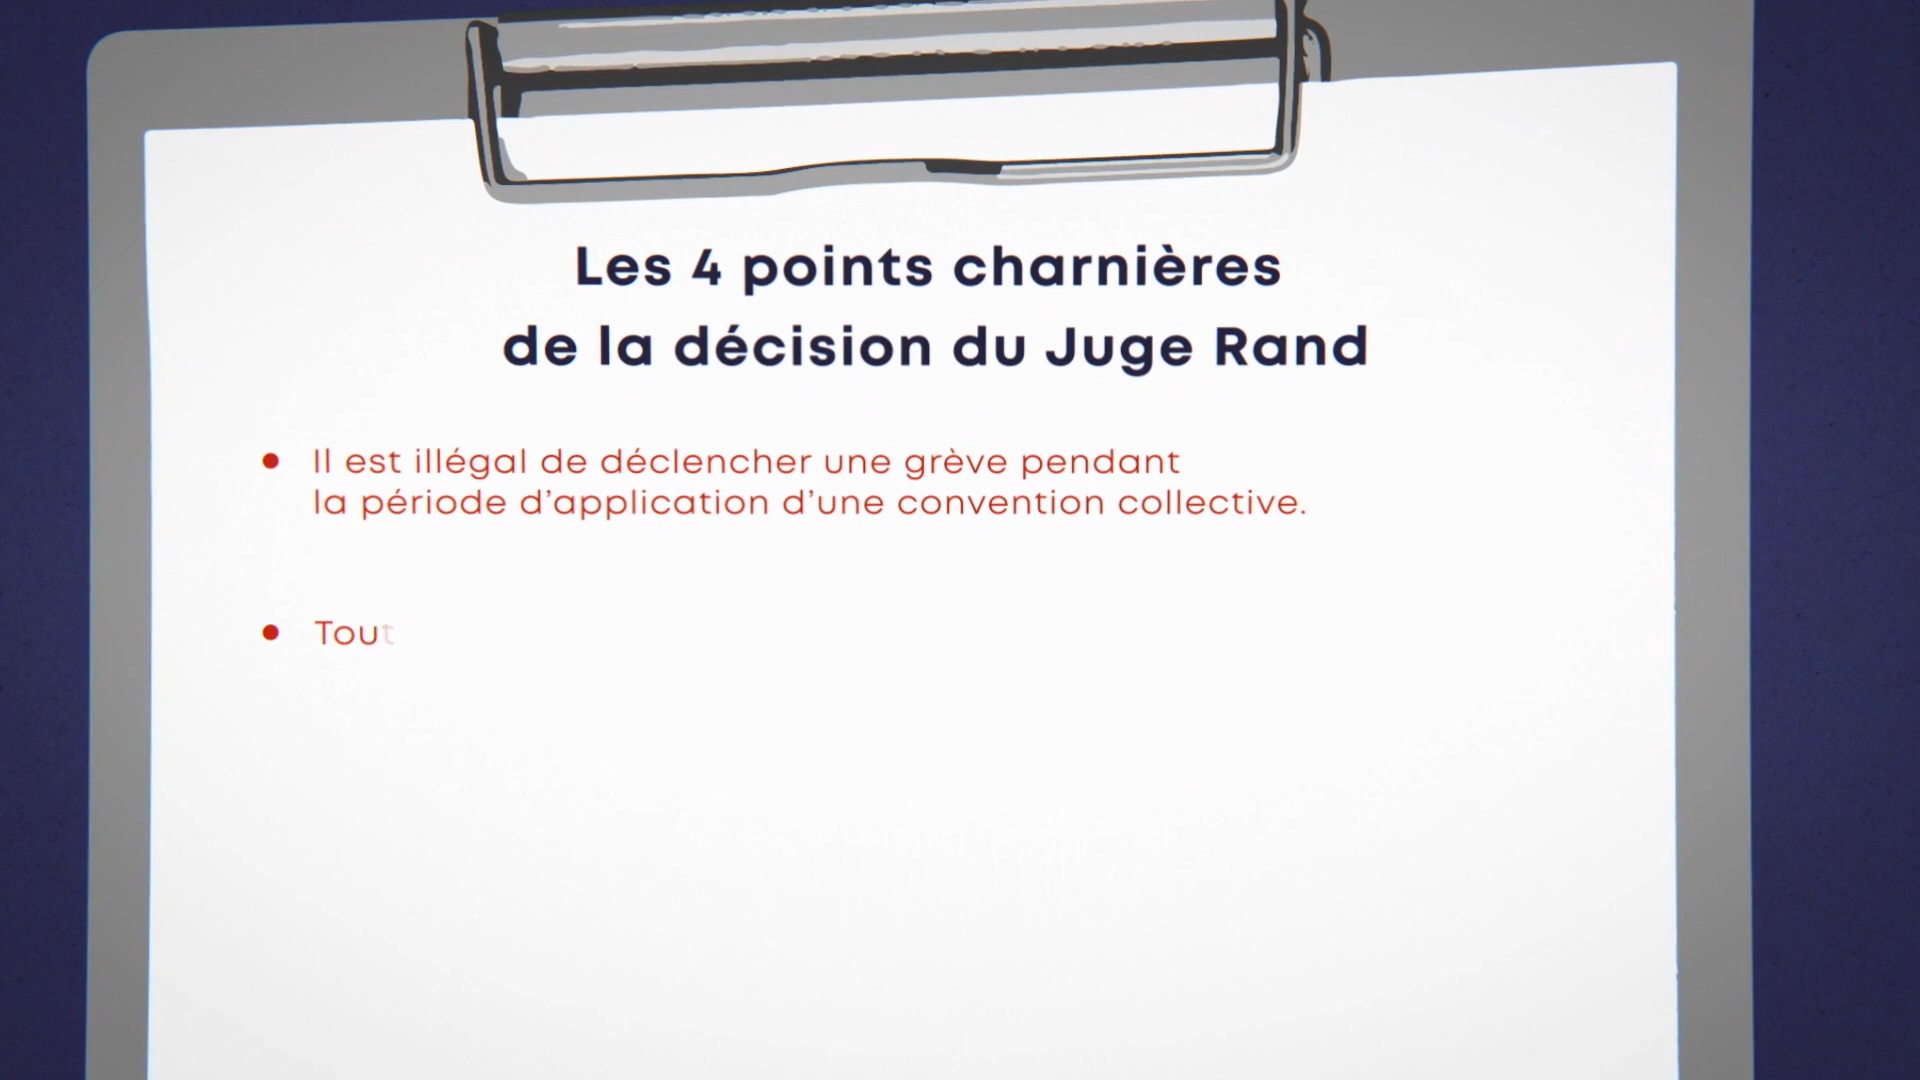 Les 4 points charnières
de la décision du Juge Rand
• Il est illégal de déclencher une grève pendant
la période d’application d’une convention collective.
• Tout